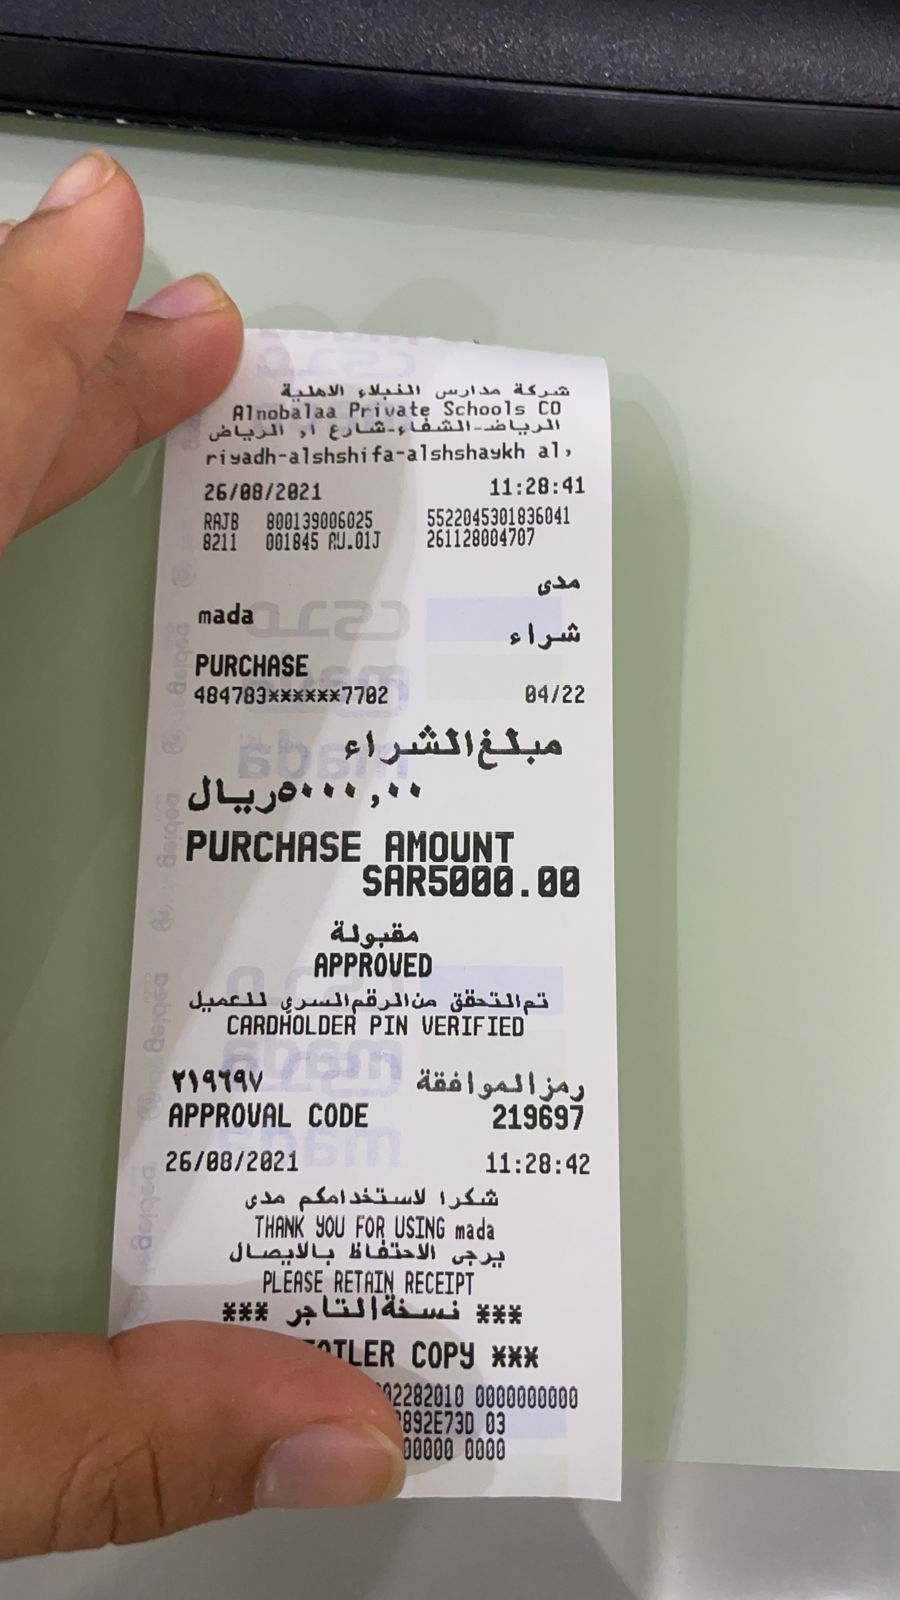 شركة مدارس النبلاء الاهلية
Alnobalaa Private Schools CO
الرياض-الشفاء-شارع ا, الرياض
riyadh-alshshifa-alshshaykh al,
26/08/2021 11:28:41
RAJB 800139006025 5522045301836041
8211 001845 RU.01J 261128004707
مدى
mada
شراء
PURCHASE
484783******7702 04/22
مبلغ الشراء
٥٠٠٠,٠٠ ريال
PURCHASE AMOUNT
SAR5000.00
مقبولة
APPROVED
تم التحقق من الرقم السري للعميل
CARDHOLDER PIN VERIFIED
رمز الموافقة ٢١٩٦٩٧
APPROVAL CODE 219697
26/08/2021 11:28:42
شكرا لاستخدامكم مدى
THANK YOU FOR USING mada
يرجى الاحتفاظ بالايصال
PLEASE RETAIN RECEIPT
*** نسخة التاجر ***
COPY ***
2282010 0000000000
892E73D 03
00000 0000